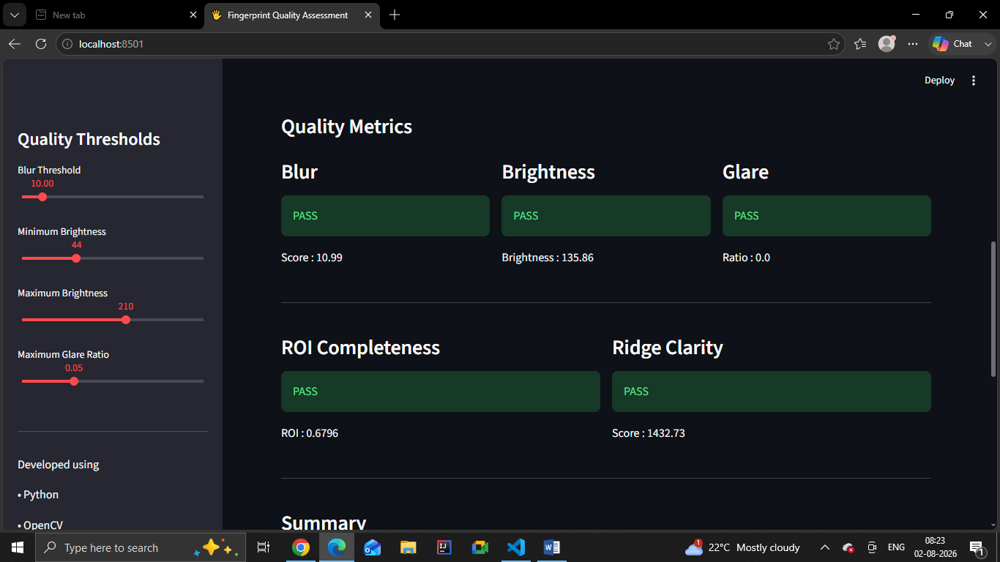 New tab
Fingerprint Quality Assessment
localhost:8501
Chat
Deploy
Quality Thresholds
Blur Threshold
10.00
Minimum Brightness
44
Maximum Brightness
210
Maximum Glare Ratio
0.05
Developed using
• Python
• OpenCV
Quality Metrics
Blur
PASS
Score : 10.99
Brightness
PASS
Brightness : 135.86
Glare
PASS
Ratio : 0.0
ROI Completeness
PASS
ROI : 0.6796
Ridge Clarity
PASS
Score : 1432.73
Summary
Type here to search
1
22°C Mostly cloudy
ENG
08:23
02-08-2026
1